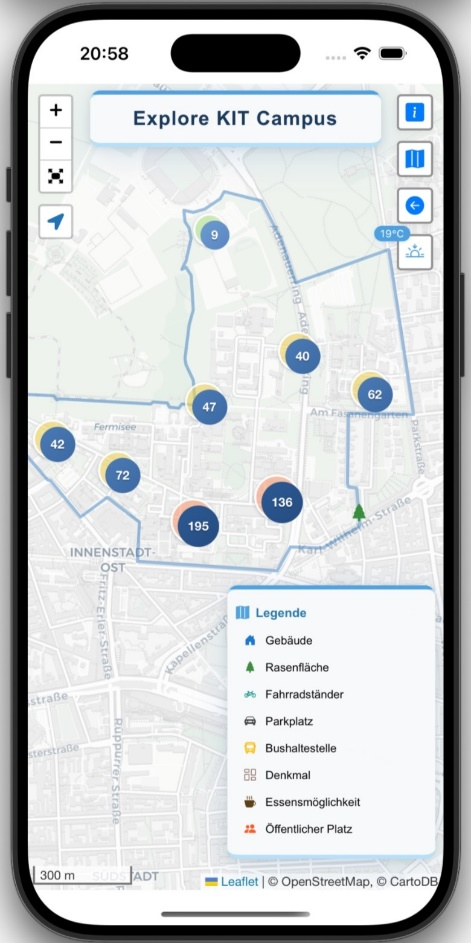 20:58
+
Explore KIT Campus
i
−
19°C
9
Adenauerring
40
62
47
Am Fasanengarten
Parkstraße
Fermisee
42
72
136
195
Karl-Wilhelm-Straße
INNENSTADT-
OST
Fritz-Erler-Straße
Kapellenstraße
Rüppurrer Straße
Legende
Gebäude
Rasenfläche
Fahrradständer
Parkplatz
Bushaltestelle
Denkmal
Essensmöglichkeit
Öffentlicher Platz
300 m
SÜDSTADT
Leaflet | © OpenStreetMap, © CartoDB